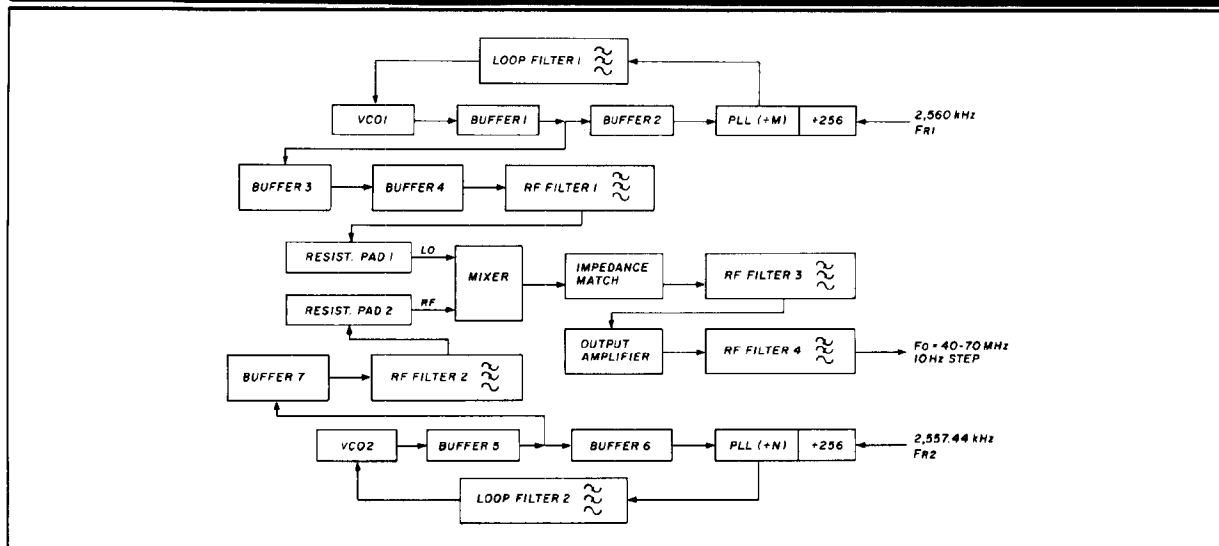 LOOP FILTER 1
VCO1
BUFFER 1
BUFFER 2
PLL (÷M)
÷256
2,560 kHz
FR1
BUFFER 3
BUFFER 4
RF FILTER 1
RESIST. PAD 1
LO
MIXER
IMPEDANCE
MATCH
RF FILTER 3
RESIST. PAD 2
RF
OUTPUT
AMPLIFIER
RF FILTER 4
FO = 40-70 MHz
10 Hz STEP
BUFFER 7
RF FILTER 2
VCO2
BUFFER 5
BUFFER 6
PLL (÷N)
÷256
2,557.44 kHz
FR2
LOOP FILTER 2